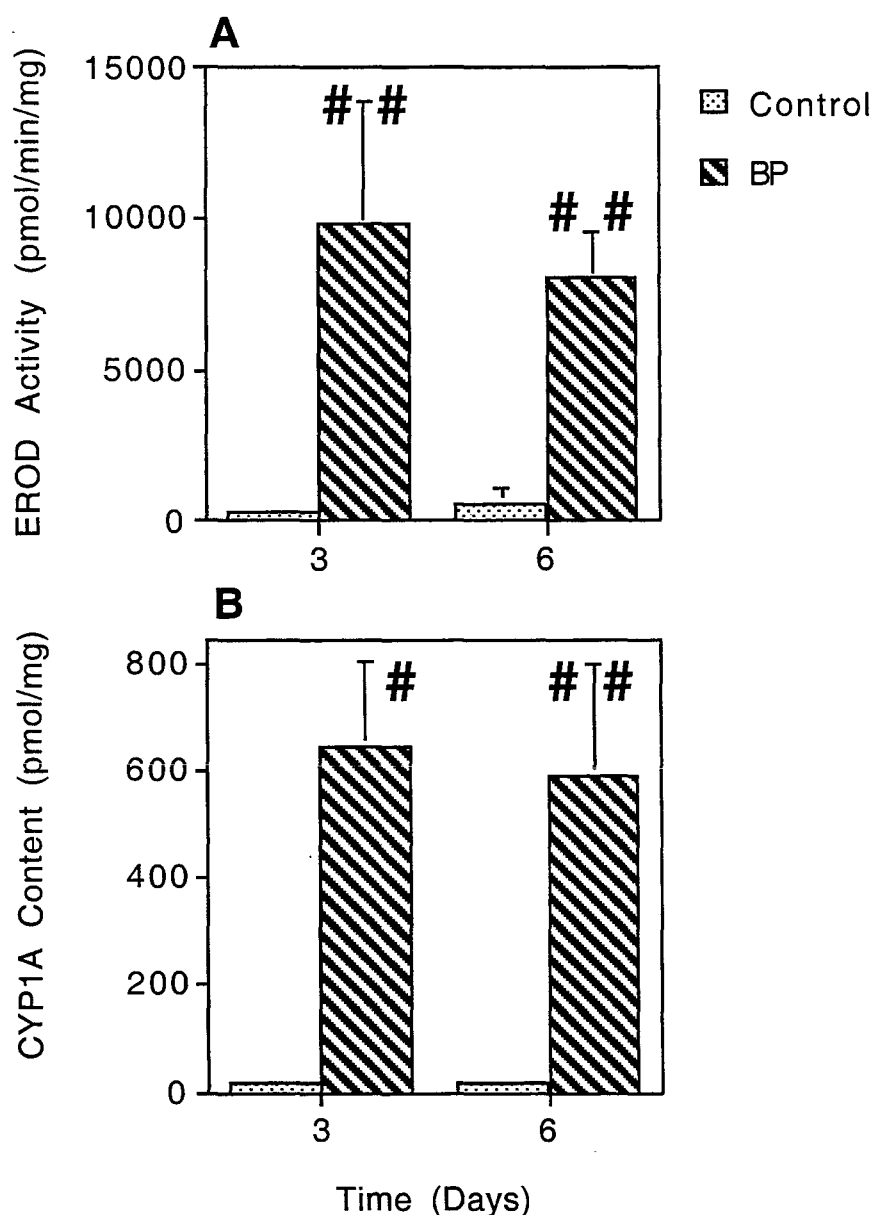 A
EROD Activity (pmol/min/mg)
15000
10000
5000
0
# #
# #
3
6
Control
BP
B
CYP1A Content (pmol/mg)
800
600
400
200
0
#
# #
3
6
Time (Days)